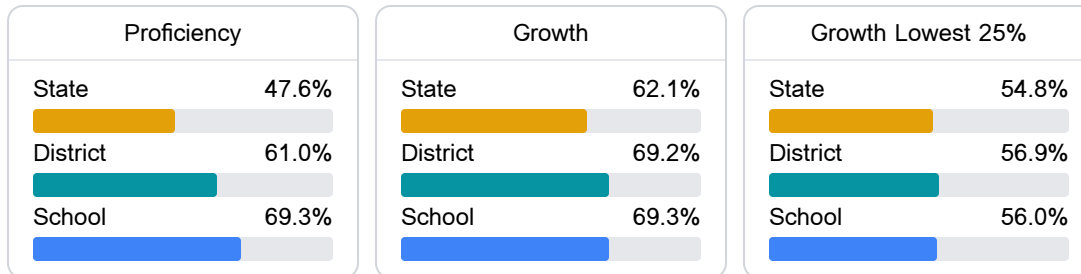 Proficiency
State 47.6%
District 61.0%
School 69.3%
Growth
State 62.1%
District 69.2%
School 69.3%
Growth Lowest 25%
State 54.8%
District 56.9%
School 56.0%